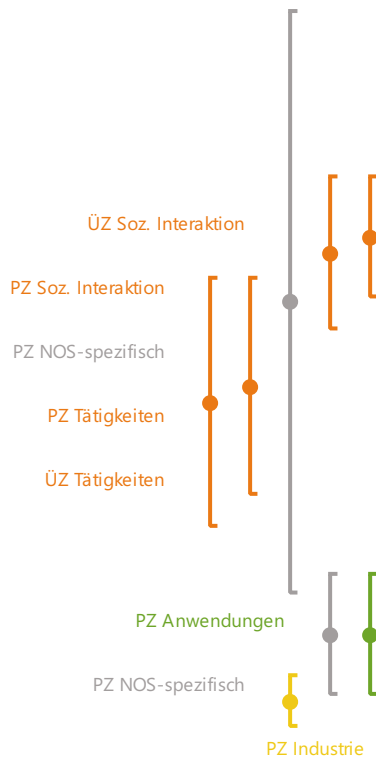 ÜZ Soz. Interaktion
PZ Soz. Interaktion
PZ NOS-spezifisch
PZ Tätigkeiten
ÜZ Tätigkeiten
PZ Anwendungen
PZ NOS-spezifisch
PZ Industrie